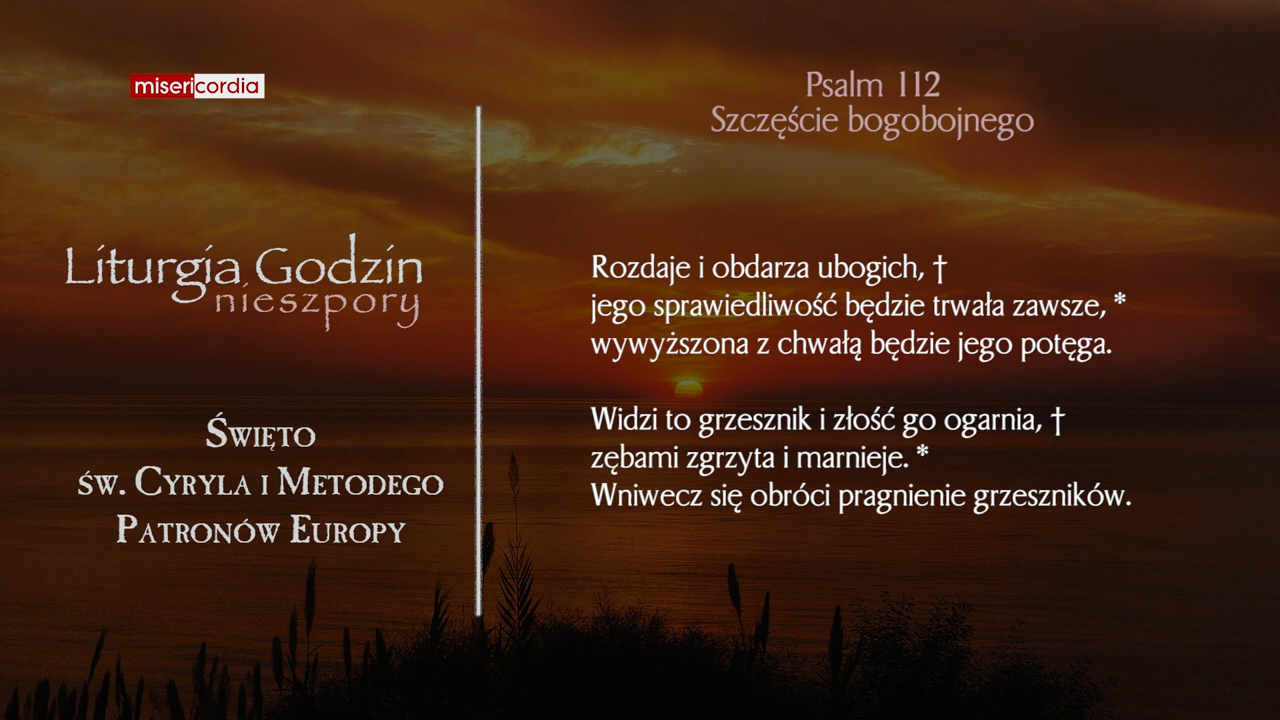 misericordia
Liturgia Godzin
nieszpory
Święto
św. Cyryla i Metodego
Patronów Europy
Psalm 112
Szczęście bogobojnego
Rozdaje i obdarza ubogich, †
jego sprawiedliwość będzie trwała zawsze, *
wywyższona z chwałą będzie jego potęga.
Widzi to grzesznik i złość go ogarnia, †
zębami zgrzyta i marnieje. *
Wniwecz się obróci pragnienie grzeszników.